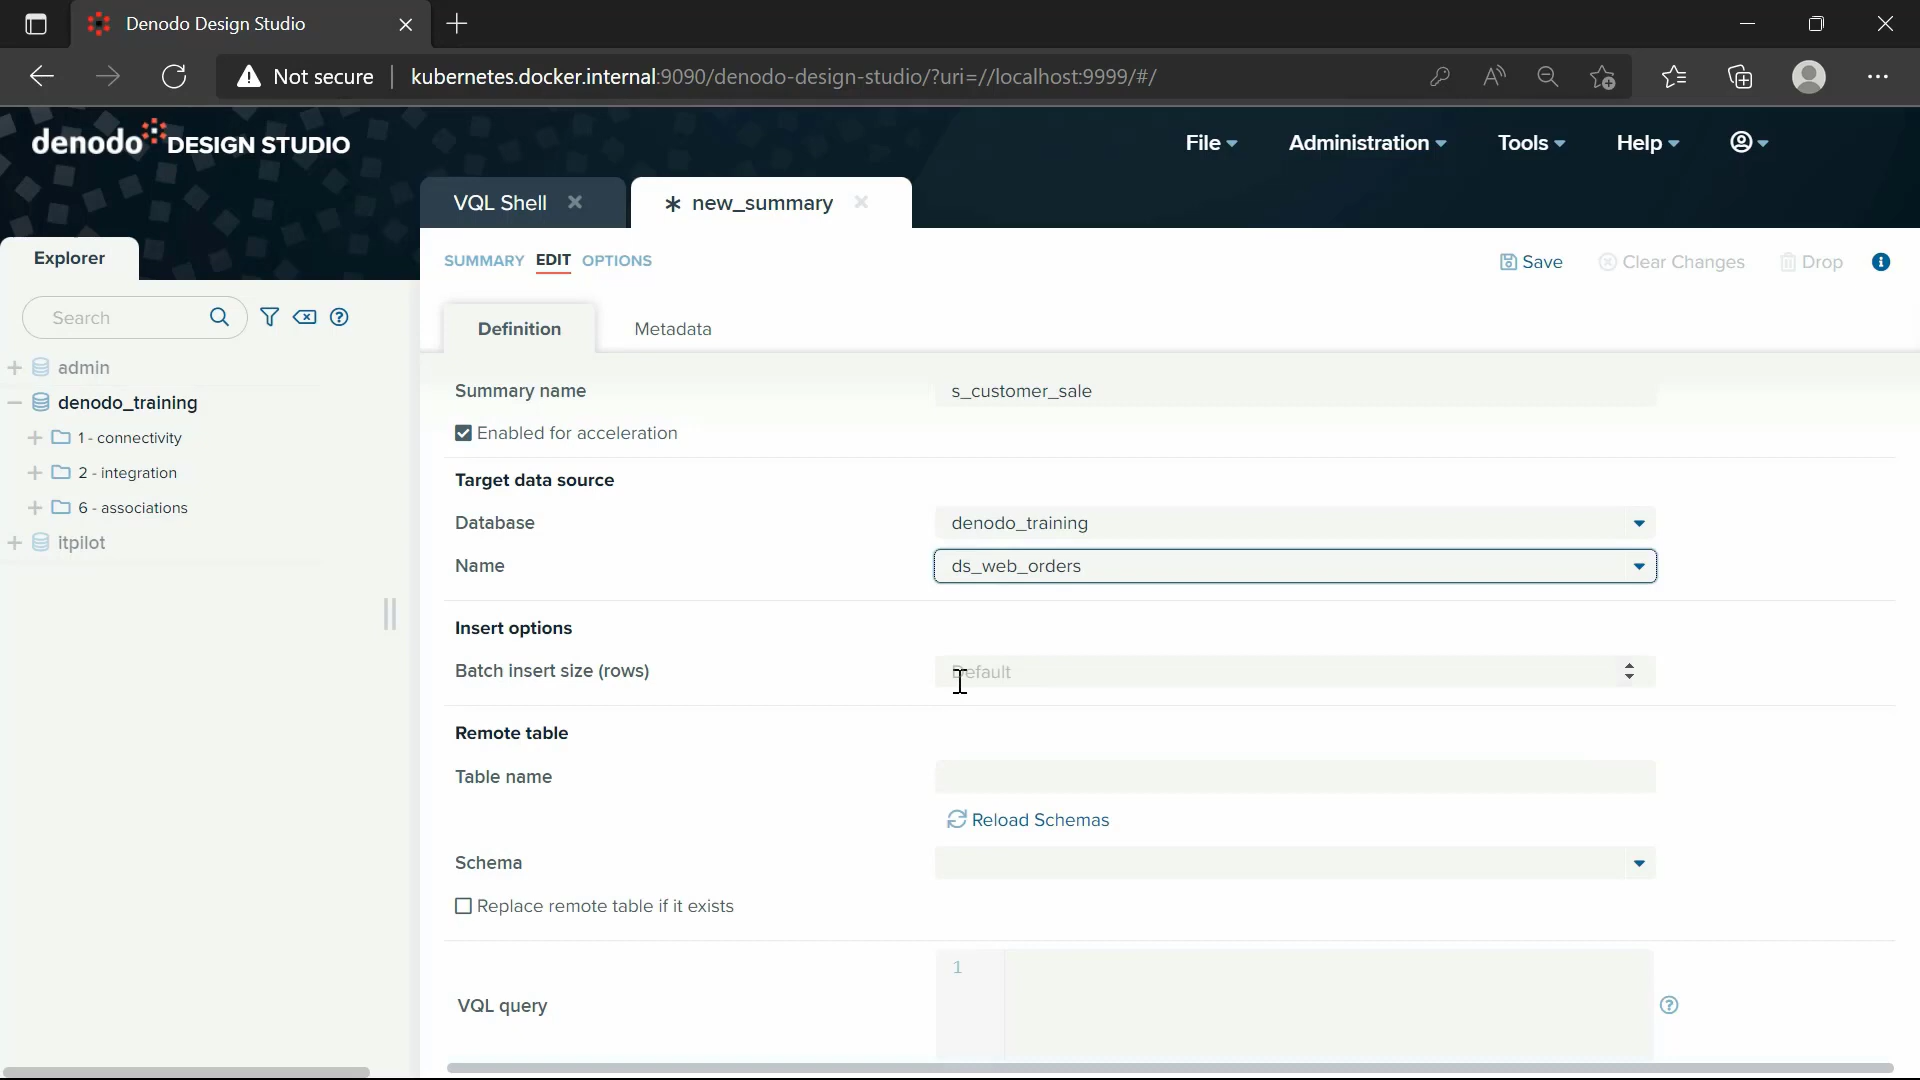 Denodo Design Studio
Not secure kubernetes.docker.internal:9090/denodo-design-studio/?uri=//localhost:9999/#/
denodo DESIGN STUDIO
File Administration Tools Help
VQL Shell * new_summary
Explorer
SUMMARY EDIT OPTIONS
Save Clear Changes Drop
Search
Definition Metadata
admin
denodo_training
1 - connectivity
2 - integration
6 - associations
itpilot
Summary name s_customer_sale
Enabled for acceleration
Target data source
Database denodo_training
Name ds_web_orders
Insert options
Batch insert size (rows) Default
Remote table
Table name
Reload Schemas
Schema
Replace remote table if it exists
1
VQL query